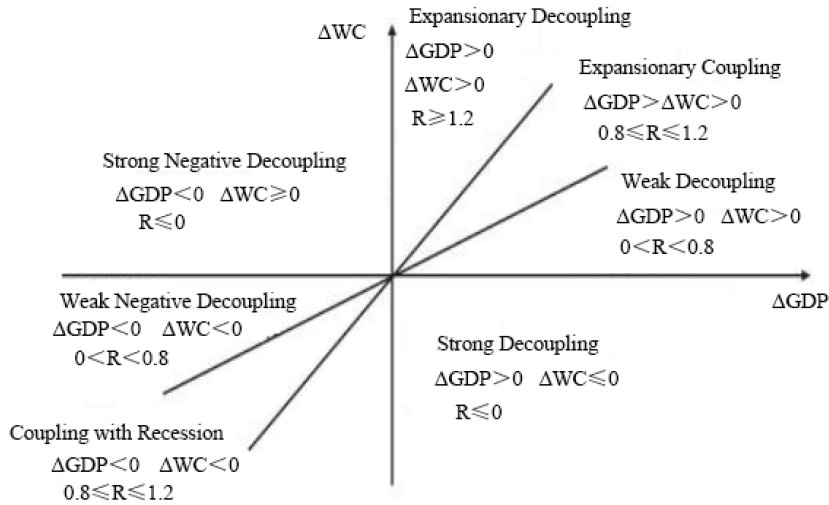 ΔWC
Expansionary Decoupling
ΔGDP>0
ΔWC>0
R≥1.2
Expansionary Coupling
ΔGDP>ΔWC>0
0.8≤R≤1.2
Strong Negative Decoupling
ΔGDP<0 ΔWC≥0
R≤0
Weak Decoupling
ΔGDP>0 ΔWC>0
0<R<0.8
ΔGDP
Weak Negative Decoupling
ΔGDP<0 ΔWC<0
0<R<0.8
Strong Decoupling
ΔGDP>0 ΔWC≤0
R≤0
Coupling with Recession
ΔGDP<0 ΔWC<0
0.8≤R≤1.2